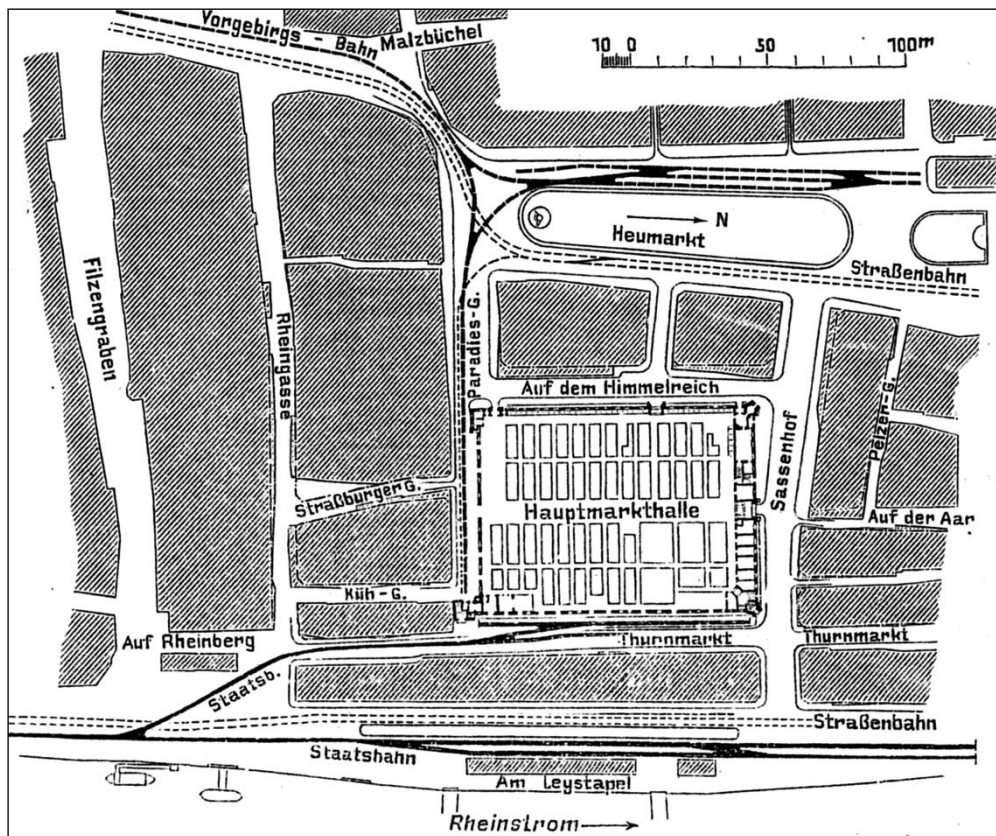 Vorgebirgs - Bahn
Malzbüchel
10 0 50 100m
N
Heumarkt
Straßenbahn
Filzengraben
Rheingasse
Paradies-G.
Auf dem Himmelreich
Sassenhof
Pelzer-G.
Straßburger G.
Hauptmarkthalle
Auf der Aar
Küh-G.
Auf Rheinberg
Thurnmarkt
Thurnmarkt
Staatsb.
Straßenbahn
Staatsbahn
Am Leystapel
Rheinstrom